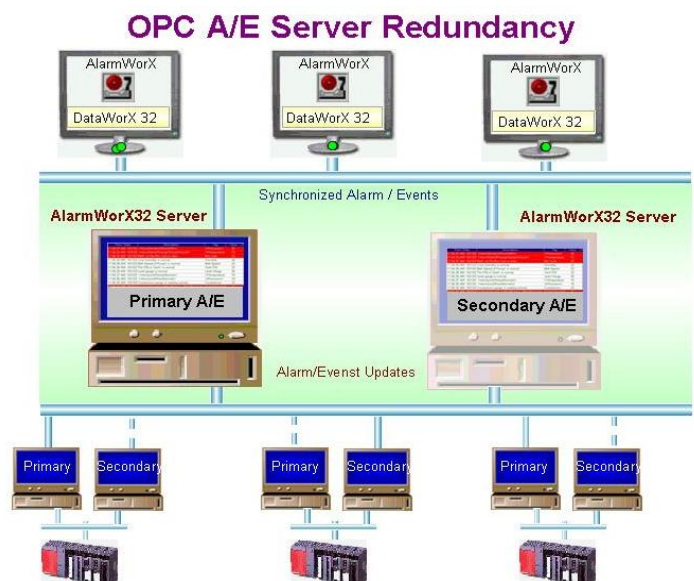 OPC A/E Server Redundancy
AlarmWorX
DataWorX 32
AlarmWorX
DataWorX 32
AlarmWorX
DataWorX 32
Synchronized Alarm / Events
AlarmWorX32 Server
AlarmWorX32 Server
Primary A/E
Secondary A/E
Alarm/Evenst Updates
Primary
Secondary
Primary
Secondary
Primary
Secondary